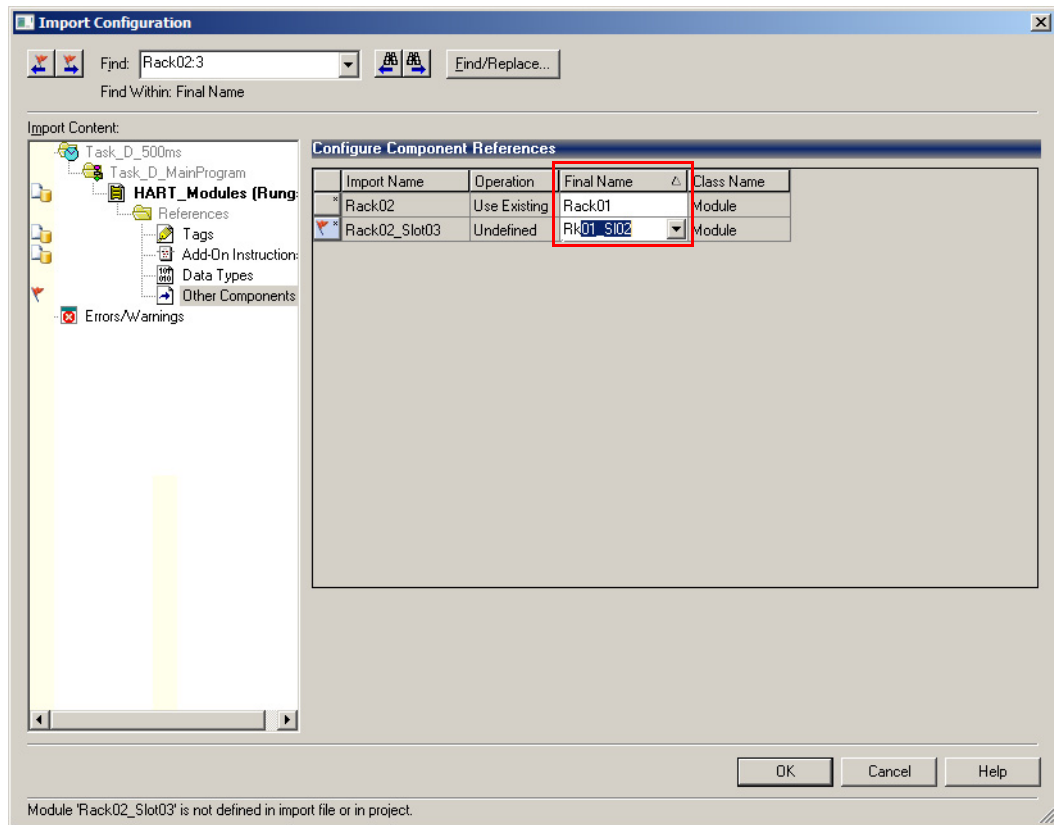 Import Configuration
Find: Rack02:3 Find/Replace...
Find Within: Final Name
Import Content:
Task_D_500ms
Task_D_MainProgram
HART_Modules (Rung
References
Tags
Add-On Instruction
Data Types
Other Components
Errors/Warnings
Configure Component References
Import Name Operation Final Name Class Name
Rack02 Use Existing Rack01 Module
Rack02_Slot03 Undefined Rk01_Sl02 Module
OK Cancel Help
Module 'Rack02_Slot03' is not defined in import file or in project.